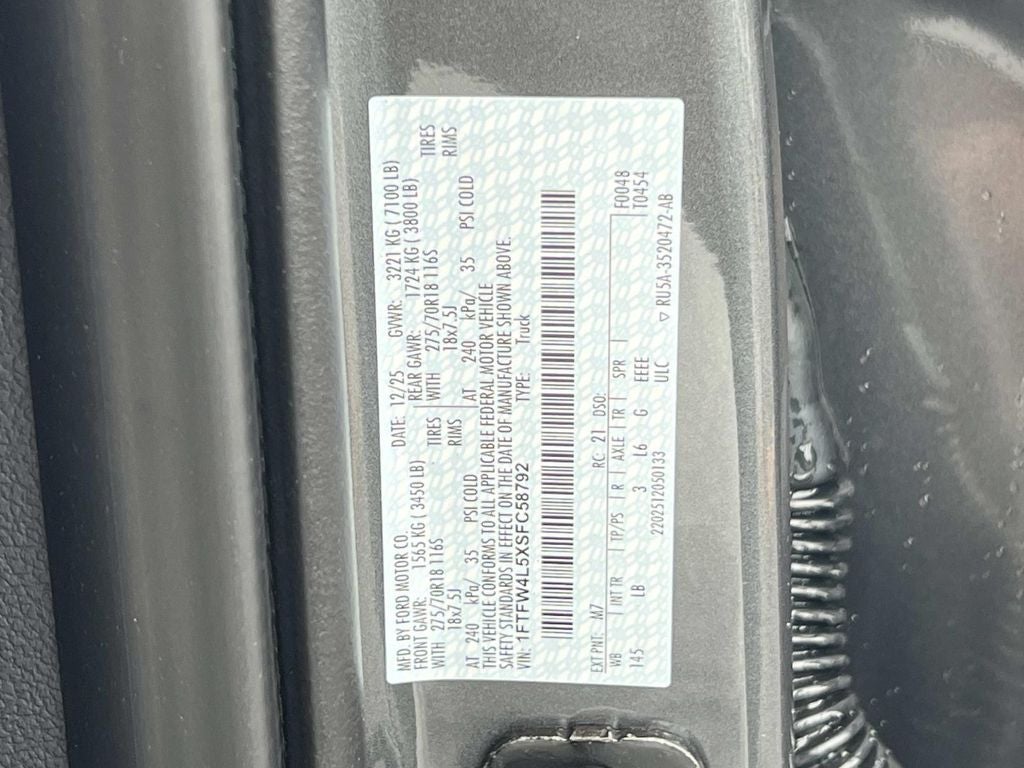 MFD. BY FORD MOTOR CO. DATE: 12/25 GVWR: 3221 KG ( 7100 LB)
FRONT GAWR: 1565 KG ( 3450 LB) REAR GAWR: 1724 KG ( 3800 LB)
WITH 275/70R18 116S TIRES WITH 275/70R18 116S TIRES
18x7.5J RIMS 18x7.5J RIMS
AT 240 kPa/ 35 PSI COLD AT 240 kPa/ 35 PSI COLD
THIS VEHICLE CONFORMS TO ALL APPLICABLE FEDERAL MOTOR VEHICLE
SAFETY STANDARDS IN EFFECT ON THE DATE OF MANUFACTURE SHOWN ABOVE.
VIN: 1FTFW4L5XSFC58792 TYPE: Truck
EXT PNT: M7 RC: 21 DSO: F0048
WB INTR TP/PS R AXLE TR SPR T0454
145 LB 3 L6 G EEEE
2202512050133 ULC ▽ RU5A-3520472-AB